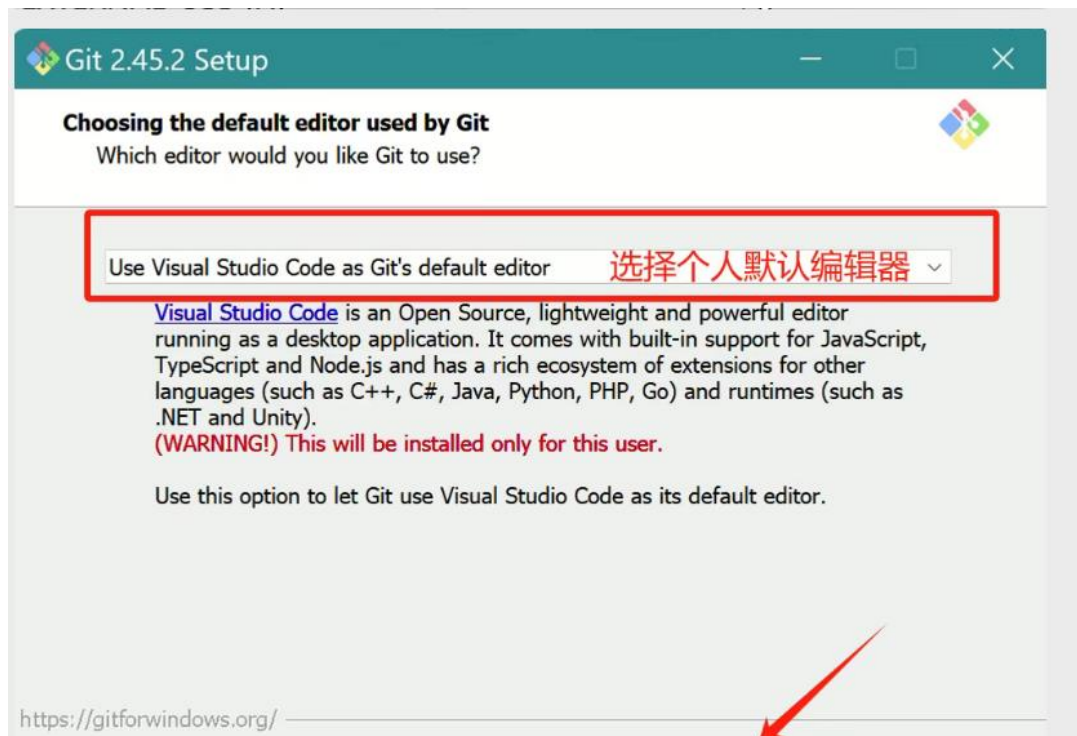 Git 2.45.2 Setup
Choosing the default editor used by Git
Which editor would you like Git to use?
Use Visual Studio Code as Git's default editor 选择个人默认编辑器
Visual Studio Code is an Open Source, lightweight and powerful editor
running as a desktop application. It comes with built-in support for JavaScript,
TypeScript and Node.js and has a rich ecosystem of extensions for other
languages (such as C++, C#, Java, Python, PHP, Go) and runtimes (such as
.NET and Unity).
(WARNING!) This will be installed only for this user.
Use this option to let Git use Visual Studio Code as its default editor.
https://gitforwindows.org/